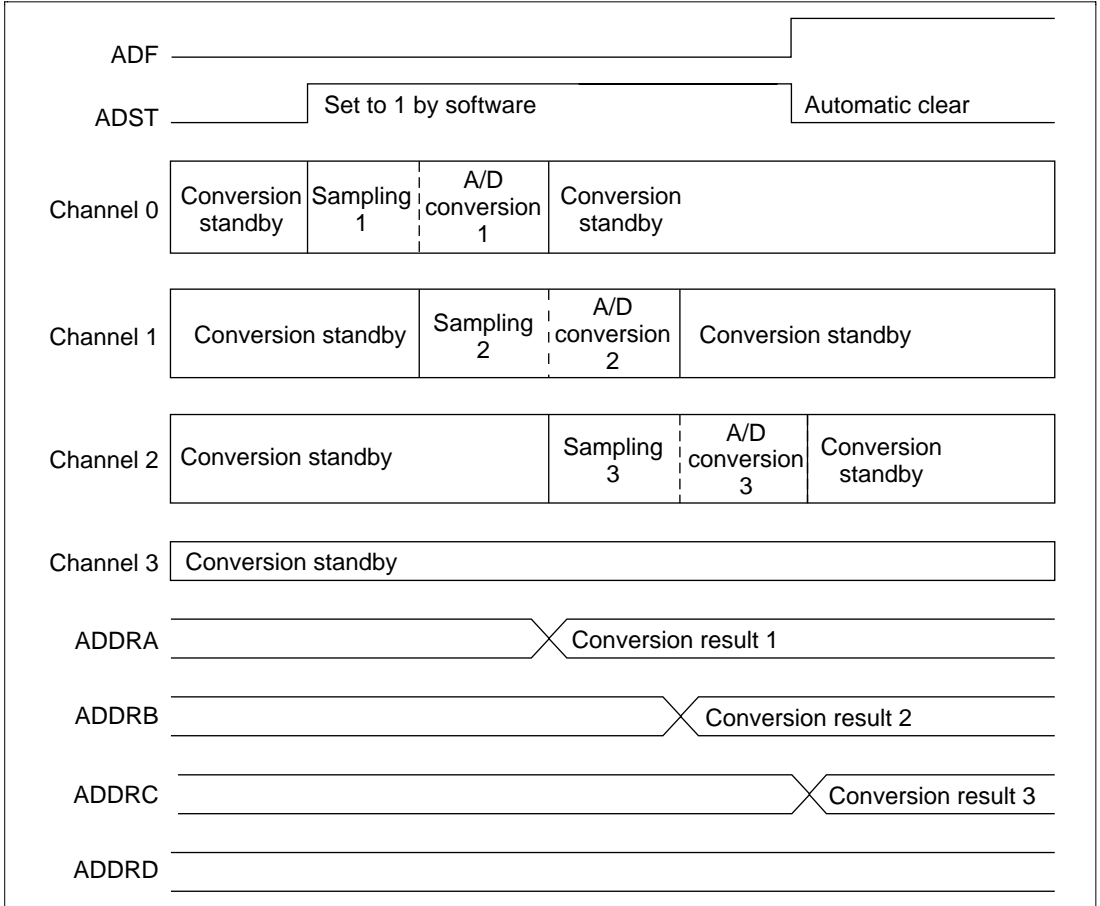 ADF
ADST
Set to 1 by software
Automatic clear
Channel 0
Conversion
standby
Sampling
1
A/D
conversion
1
Conversion
standby
Channel 1
Conversion standby
Sampling
2
A/D
conversion
2
Conversion standby
Channel 2
Conversion standby
Sampling
3
A/D
conversion
3
Conversion
standby
Channel 3
Conversion standby
ADDRA
Conversion result 1
ADDRB
Conversion result 2
ADDRC
Conversion result 3
ADDRD